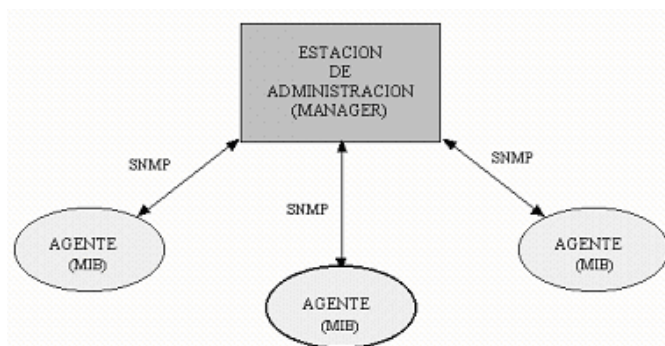 ESTACION
DE
ADMINISTRACION
(MANAGER)
SNMP
SNMP
SNMP
AGENTE
(MIB)
AGENTE
(MIB)
AGENTE
(MIB)